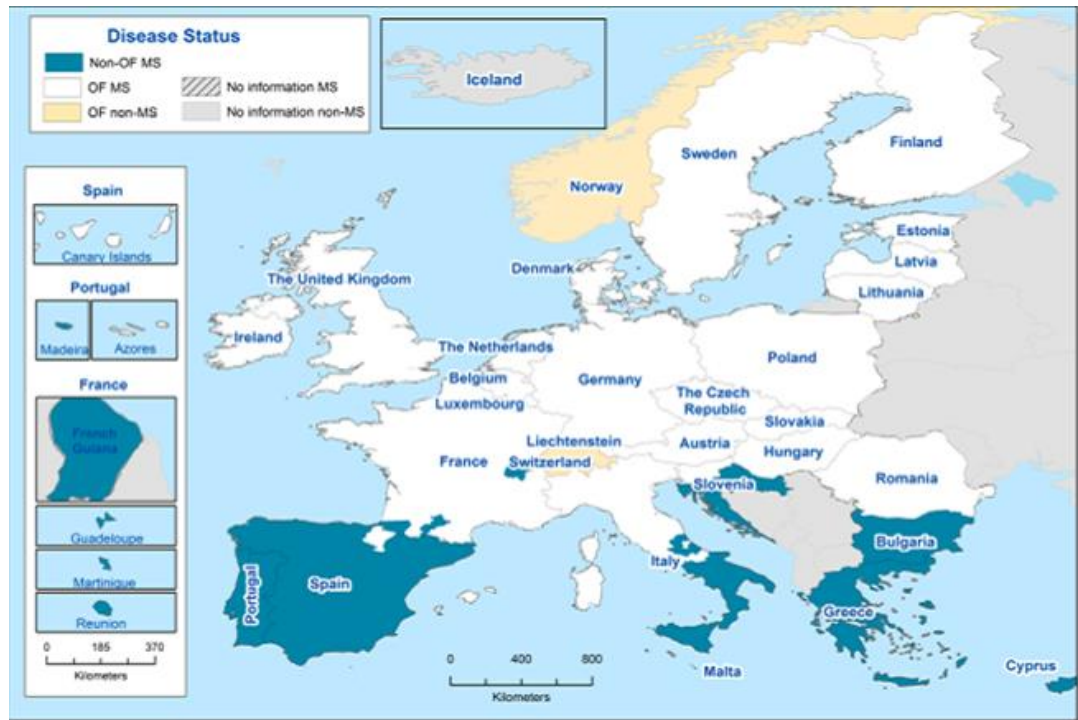 Disease Status
Non-OF MS
OF MS
No information MS
OF non-MS
No information non-MS
Iceland
Spain
Canary Islands
Portugal
Madeira
Azores
France
French
Guiana
Guadeloupe
Martinique
Reunion
0 185 370
Kilometers
Finland
Sweden
Norway
Estonia
Latvia
Lithuania
Denmark
The United Kingdom
Ireland
The Netherlands
Belgium
Luxembourg
Germany
Poland
The Czech
Republic
Slovakia
Liechtenstein
Austria
Hungary
France
Switzerland
Slovenia
Romania
Bulgaria
Italy
Portugal
Spain
Greece
Malta
Cyprus
0 400 800
Kilometers